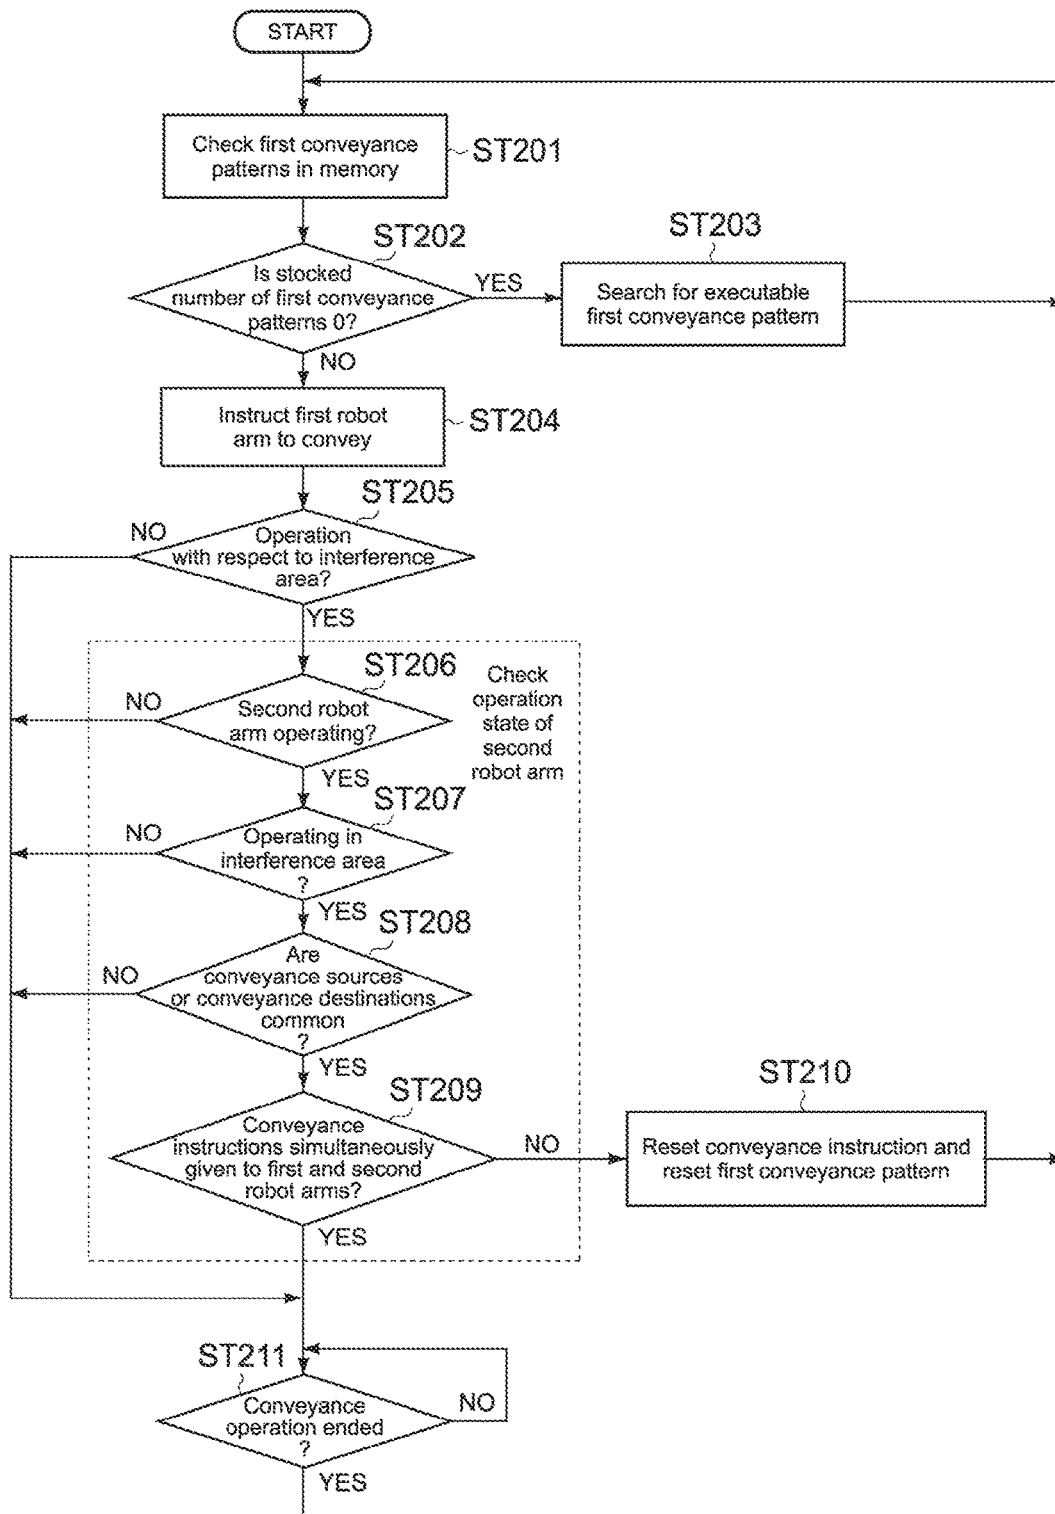 START
Check first conveyance
patterns in memory
ST201
ST202
Is stocked
number of first conveyance
patterns 0?
YES
NO
ST203
Search for executable
first conveyance pattern
Instruct first robot
arm to convey
ST204
ST205
NO
Operation
with respect to interference
area?
YES
ST206
Check
operation
state of
second
robot arm
NO
Second robot
arm operating?
YES
ST207
NO
Operating in
interference area
?
YES
ST208
NO
Are
conveyance sources
or conveyance destinations
common
?
YES
ST209
Conveyance
instructions simultaneously
given to first and second
robot arms?
NO
YES
ST210
Reset conveyance instruction and
reset first conveyance pattern
ST211
Conveyance
operation ended
?
NO
YES